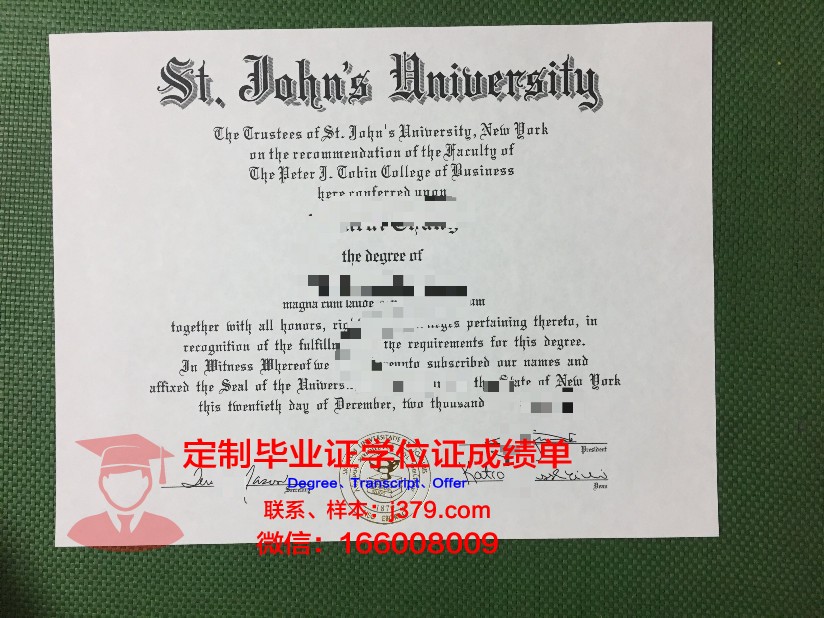 St. John's University
The Trustees of St. John's University, New York
on the recommendation of the Faculty of
The Peter J. Tobin College of Business
here conferred upon
the degree of
magna cum laude
together with all honors, pertaining thereto, in
recognition of the the requirements for this degree.
In Witness Whereof we subscribed our names and
affixed the Seal of the State of New York
this twentieth day of December, two thousand
定制毕业证学位证成绩单
President
Degree、Transcript、Offer
Secretary
Dean
联系、样本：j379.com
微信：166008009